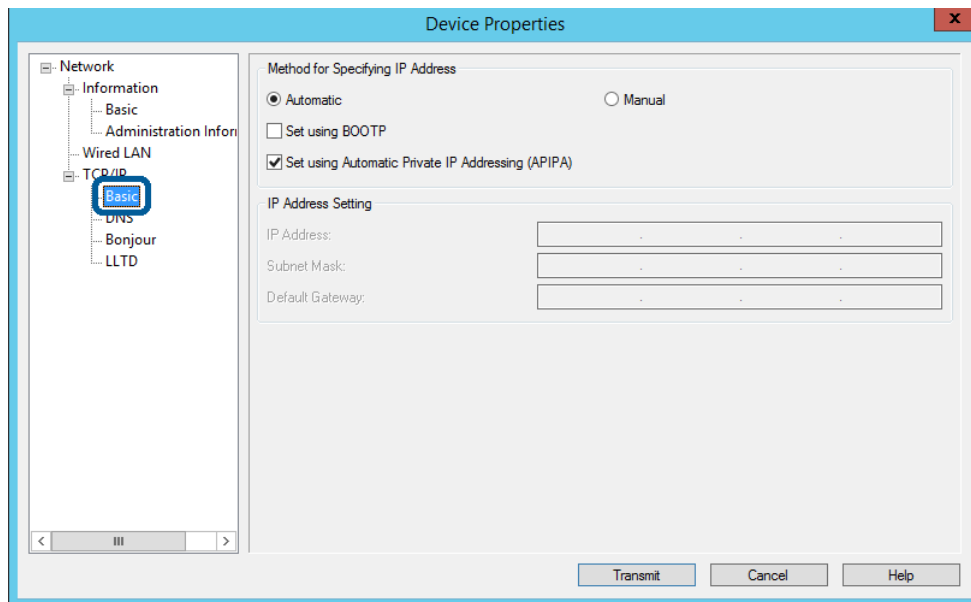 Device Properties
x
Network
Information
Basic
Administration Infor
Wired LAN
TCP/IP
Basic
DNS
Bonjour
LLTD
Method for Specifying IP Address
Automatic
Manual
Set using BOOTP
Set using Automatic Private IP Addressing (APIPA)
IP Address Setting
IP Address:
Subnet Mask:
Default Gateway:
Transmit
Cancel
Help